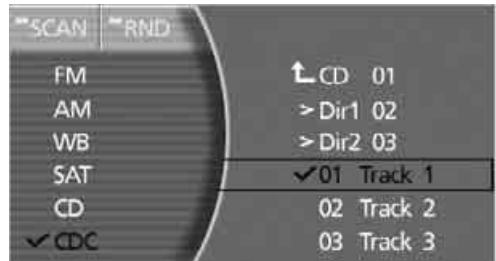 SCAN RND
FM
AM
WB
SAT
CD
✓ CDC
CD 01
> Dir1 02
> Dir2 03
✓01 Track 1
02 Track 2
03 Track 3